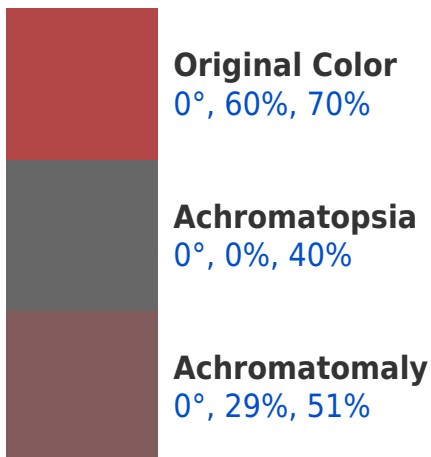 Original Color
0°, 60%, 70%
Achromatopsia
0°, 0%, 40%
Achromatomaly
0°, 29%, 51%